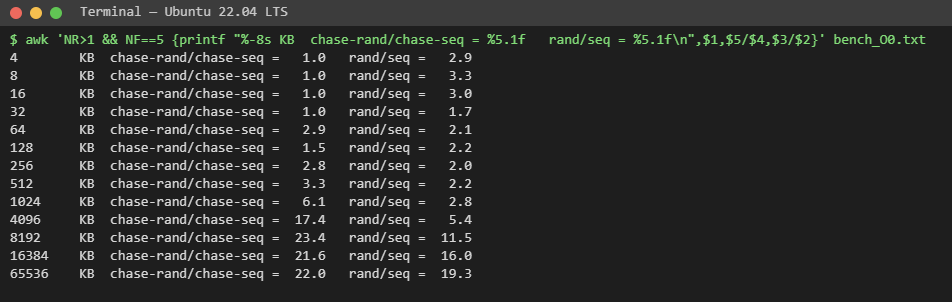 Terminal — Ubuntu 22.04 LTS
$ awk 'NR>1 && NF==5 {printf "%-8s KB  chase-rand/chase-seq = %5.1f   rand/seq = %5.1f\n",$1,$5/$4,$3/$2}' bench_O0.txt
4        KB  chase-rand/chase-seq =   1.0   rand/seq =   2.9
8        KB  chase-rand/chase-seq =   1.0   rand/seq =   3.3
16       KB  chase-rand/chase-seq =   1.0   rand/seq =   3.0
32       KB  chase-rand/chase-seq =   1.0   rand/seq =   1.7
64       KB  chase-rand/chase-seq =   2.9   rand/seq =   2.1
128      KB  chase-rand/chase-seq =   1.5   rand/seq =   2.2
256      KB  chase-rand/chase-seq =   2.8   rand/seq =   2.0
512      KB  chase-rand/chase-seq =   3.3   rand/seq =   2.2
1024     KB  chase-rand/chase-seq =   6.1   rand/seq =   2.8
4096     KB  chase-rand/chase-seq =  17.4   rand/seq =   5.4
8192     KB  chase-rand/chase-seq =  23.4   rand/seq =  11.5
16384    KB  chase-rand/chase-seq =  21.6   rand/seq =  16.0
65536    KB  chase-rand/chase-seq =  22.0   rand/seq =  19.3